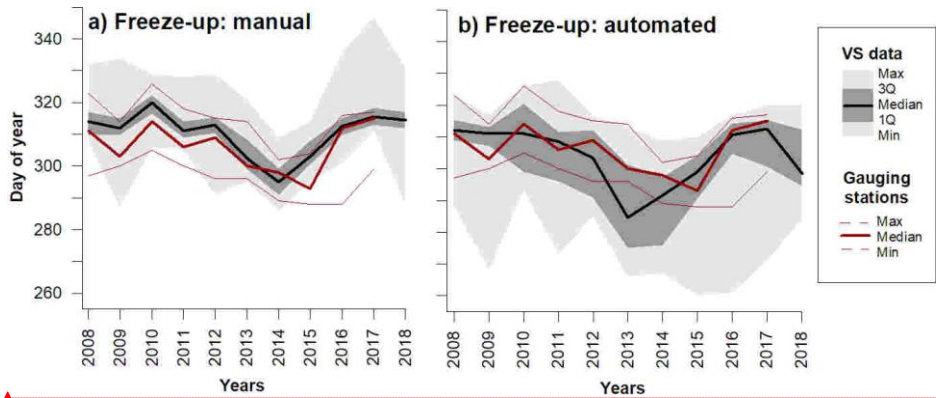 a) Freeze-up: manual
b) Freeze-up: automated
Day of year
340
320
300
280
260
2008
2009
2010
2011
2012
2013
2014
2015
2016
2017
2018
Years
2008
2009
2010
2011
2012
2013
2014
2015
2016
2017
2018
Years
VS data
Max
3Q
Median
1Q
Min
Gauging
stations
Max
Median
Min